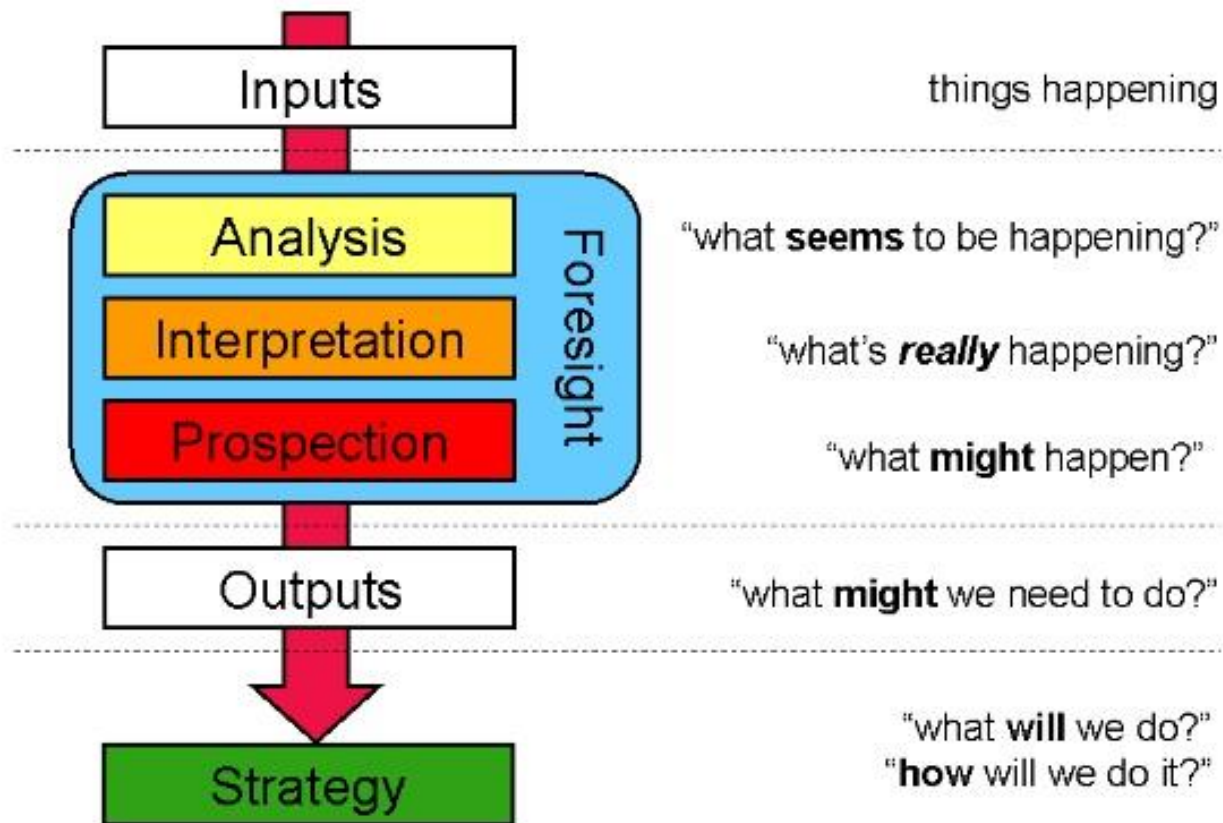 Inputs
things happening
Analysis
“what seems to be happening?”
Interpretation
“what’s really happening?”
Prospection
“what might happen?”
Foresight
Outputs
“what might we need to do?”
Strategy
“what will we do?”
“how will we do it?”